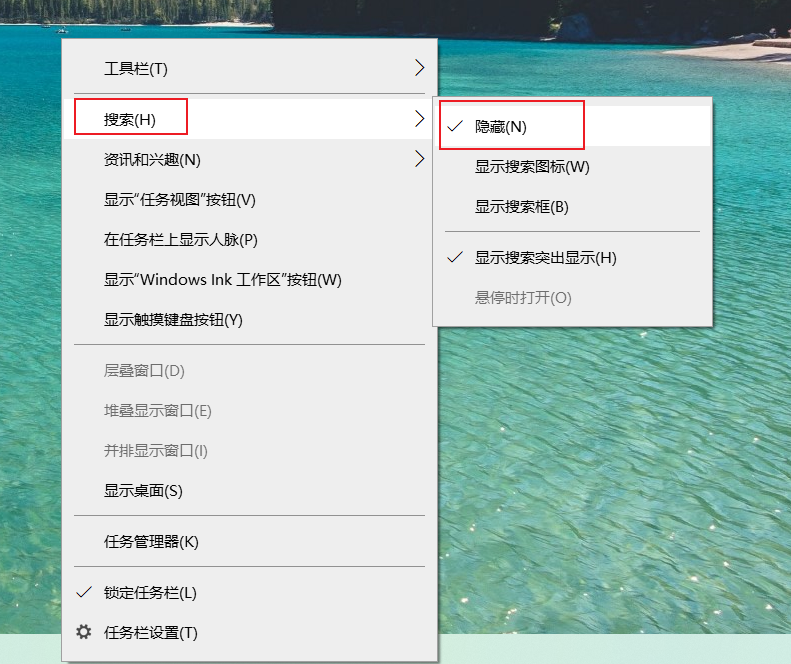 工具栏(T)
搜索(H)
资讯和兴趣(N)
显示“任务视图”按钮(V)
在任务栏上显示人脉(P)
显示“Windows Ink 工作区”按钮(W)
显示触摸键盘按钮(Y)
层叠窗口(D)
堆叠显示窗口(E)
并排显示窗口(I)
显示桌面(S)
任务管理器(K)
锁定任务栏(L)
任务栏设置(T)
隐藏(N)
显示搜索图标(W)
显示搜索框(B)
显示搜索突出显示(H)
悬停时打开(O)